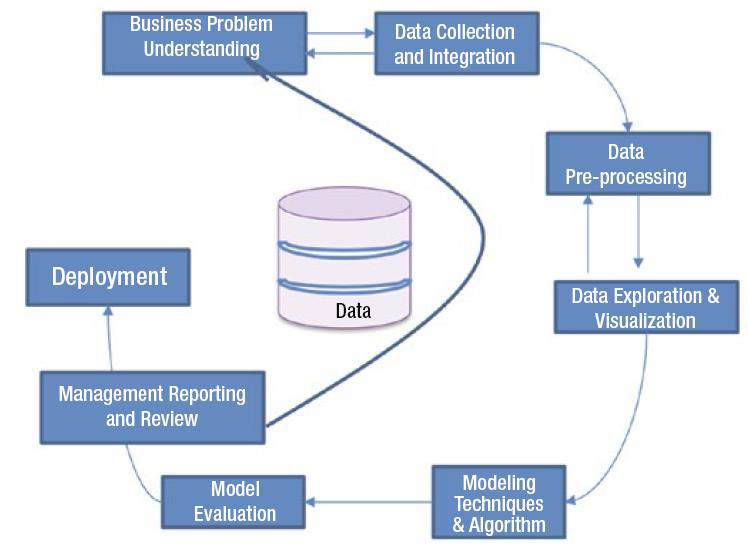 Business Problem
Understanding
Data Collection
and Integration
Data
Pre-processing
Data Exploration &
Visualization
Modeling
Techniques
& Algorithm
Model
Evaluation
Management Reporting
and Review
Deployment
Data